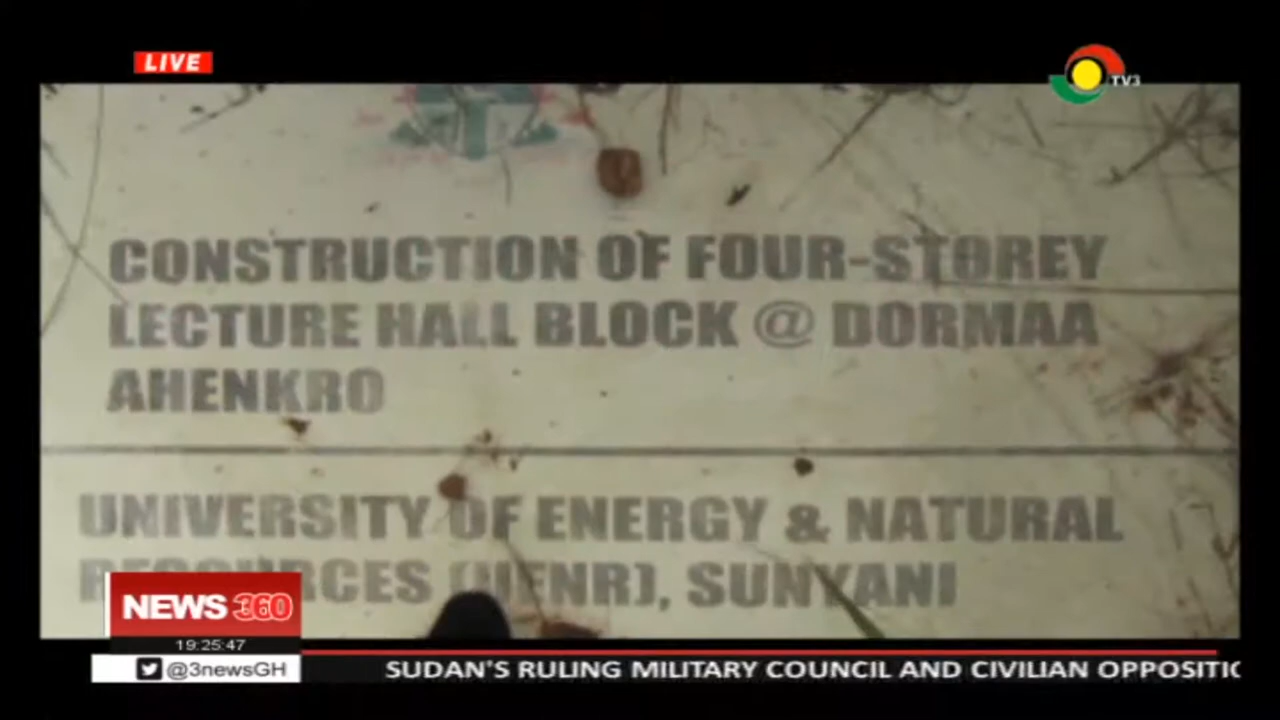 LIVE
TV3
CONSTRUCTION OF FOUR-STOREY
LECTURE HALL BLOCK @ DORMAA
AHENKRO
UNIVERSITY OF ENERGY & NATURAL
RESOURCES (UENR), SUNYANI
NEWS 360
19:25:47
@3newsGH
SUDAN'S RULING MILITARY COUNCIL AND CIVILIAN